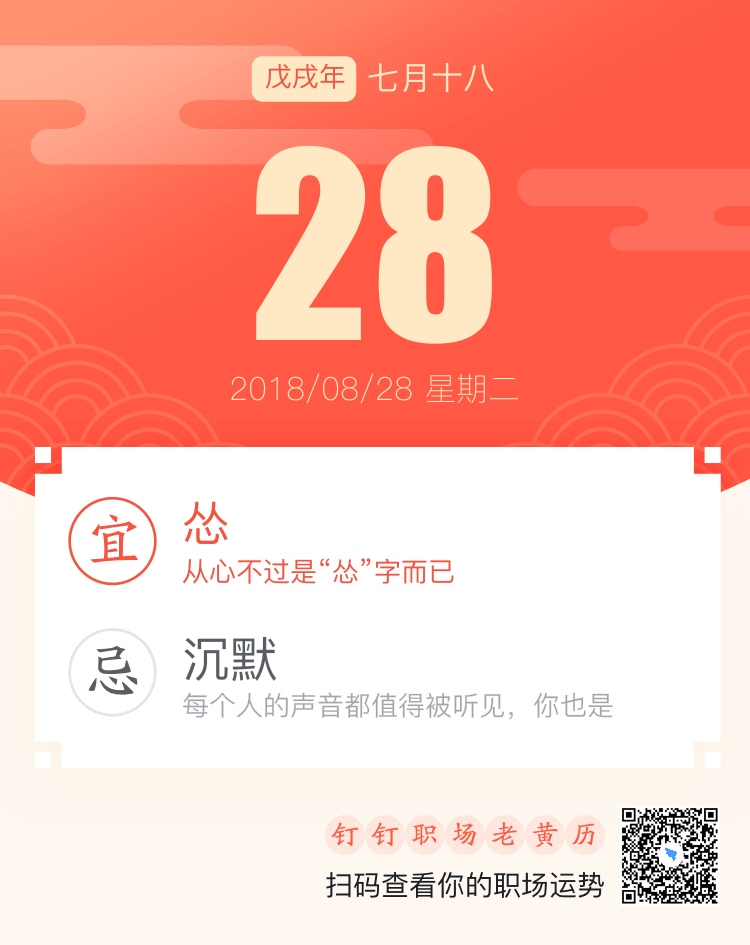 戊戌年 七月十八
28
2018/08/28 星期二
宜 怂
从心不过是“怂”字而已
忌 沉默
每个人的声音都值得被听见，你也是
钉钉职场老黄历
扫码查看你的职场运势